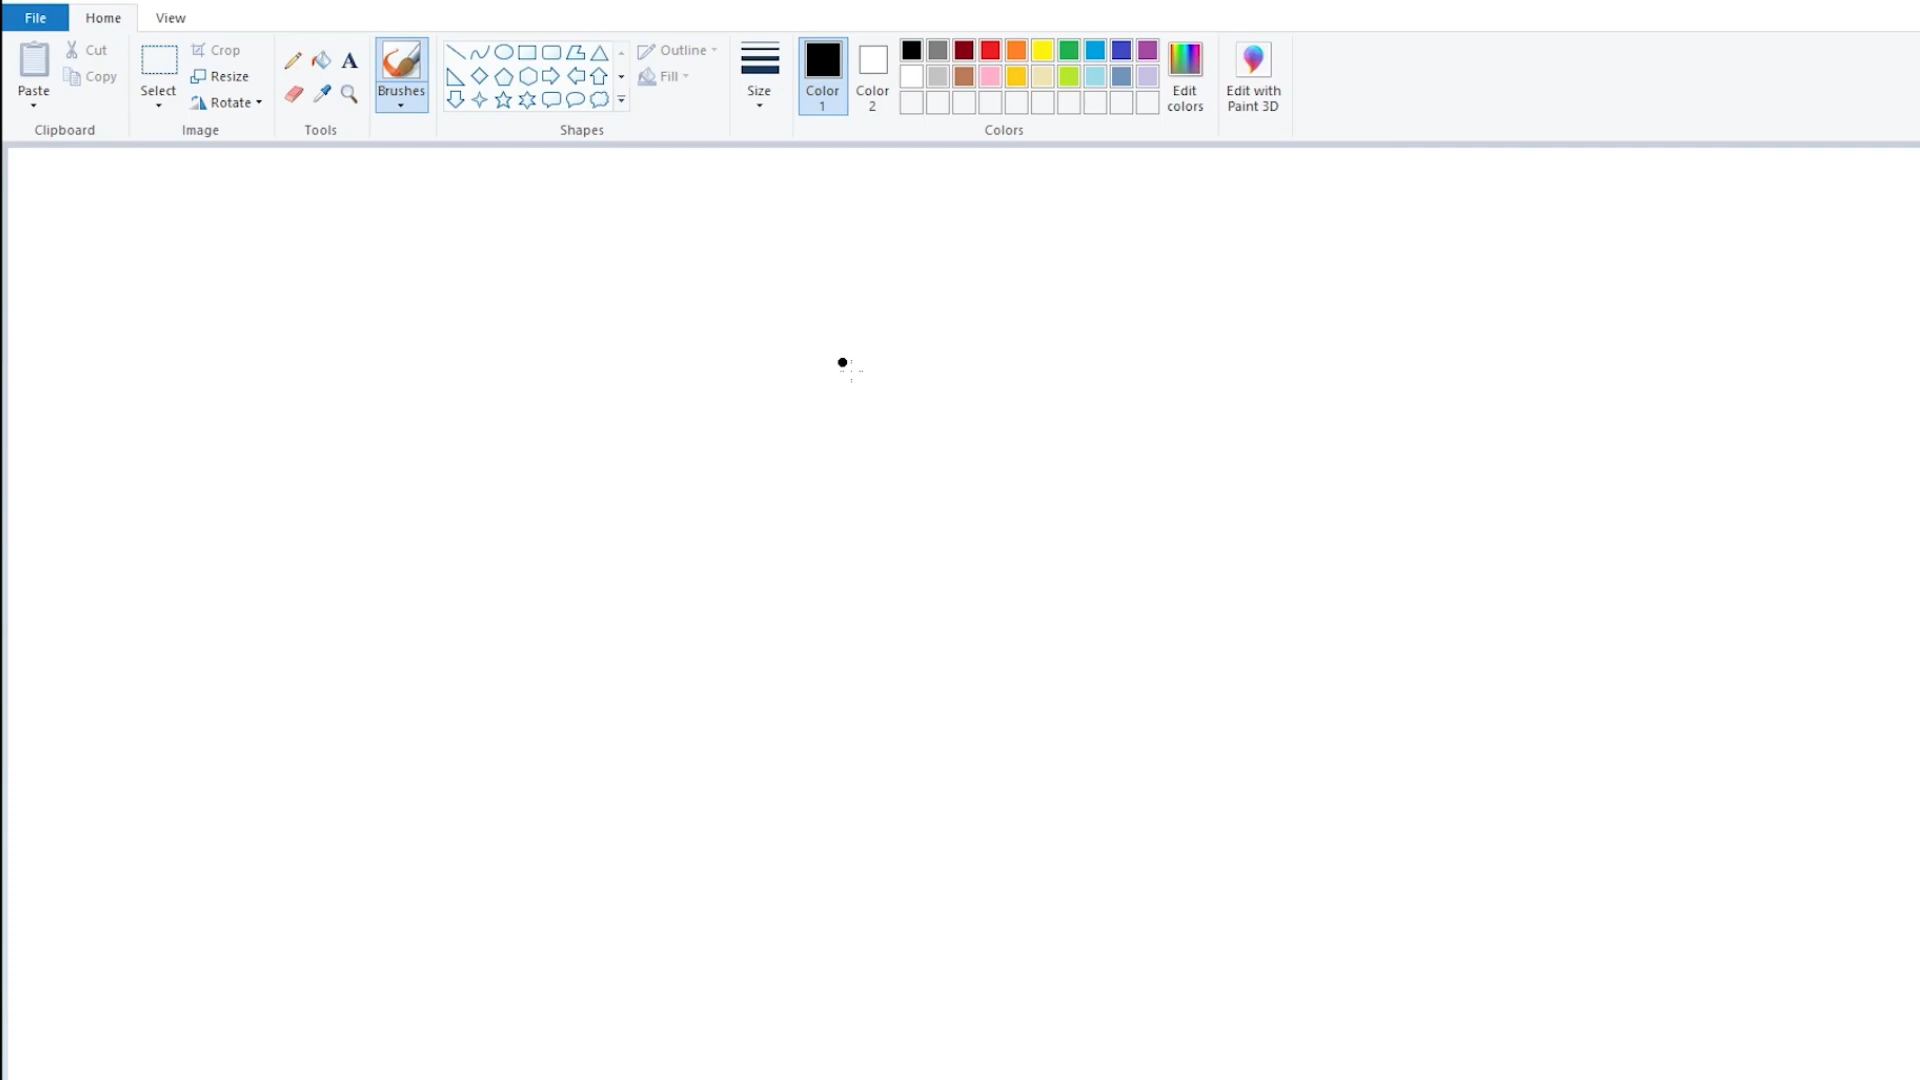 File Home View
Paste Cut Copy Clipboard
Select Crop Resize Rotate Image
A Tools
Brushes
Outline Fill Shapes
Size
Color 1 Color 2 Edit colors Colors
Edit with Paint 3D